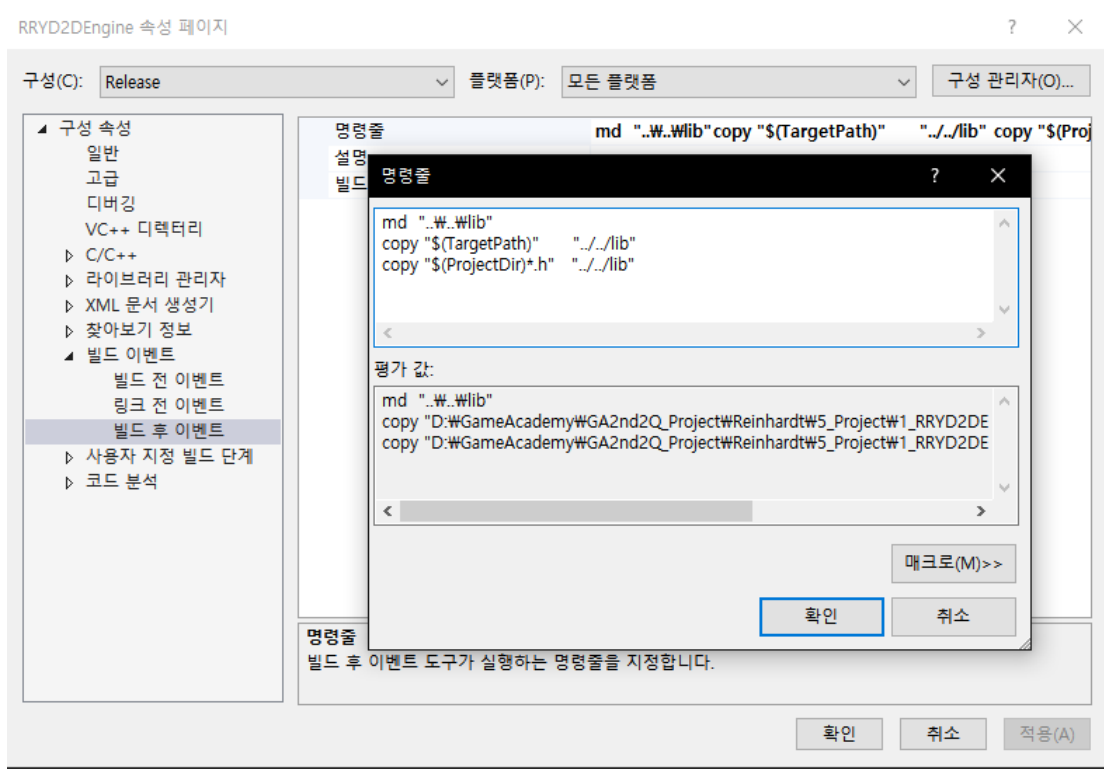 RRYD2DEngine 속성 페이지
구성(C): Release 플랫폼(P): 모든 플랫폼 구성 관리자(O)...
구성 속성
일반
고급
디버깅
VC++ 디렉터리
C/C++
라이브러리 관리자
XML 문서 생성기
찾아보기 정보
빌드 이벤트
빌드 전 이벤트
링크 전 이벤트
빌드 후 이벤트
사용자 지정 빌드 단계
코드 분석
명령줄 md "..₩..₩lib"copy "$(TargetPath)" "../../lib" copy "$(Proj
설명
빌드
명령줄
md "..₩..₩lib"
copy "$(TargetPath)" "../../lib"
copy "$(ProjectDir)*.h" "../../lib"
평가 값:
md "..₩..₩lib"
copy "D:₩GameAcademy₩GA2nd2Q_Project₩Reinhardt₩5_Project₩1_RRYD2DE
copy "D:₩GameAcademy₩GA2nd2Q_Project₩Reinhardt₩5_Project₩1_RRYD2DE
매크로(M)>>
확인 취소
명령줄
빌드 후 이벤트 도구가 실행하는 명령줄을 지정합니다.
확인 취소 적용(A)